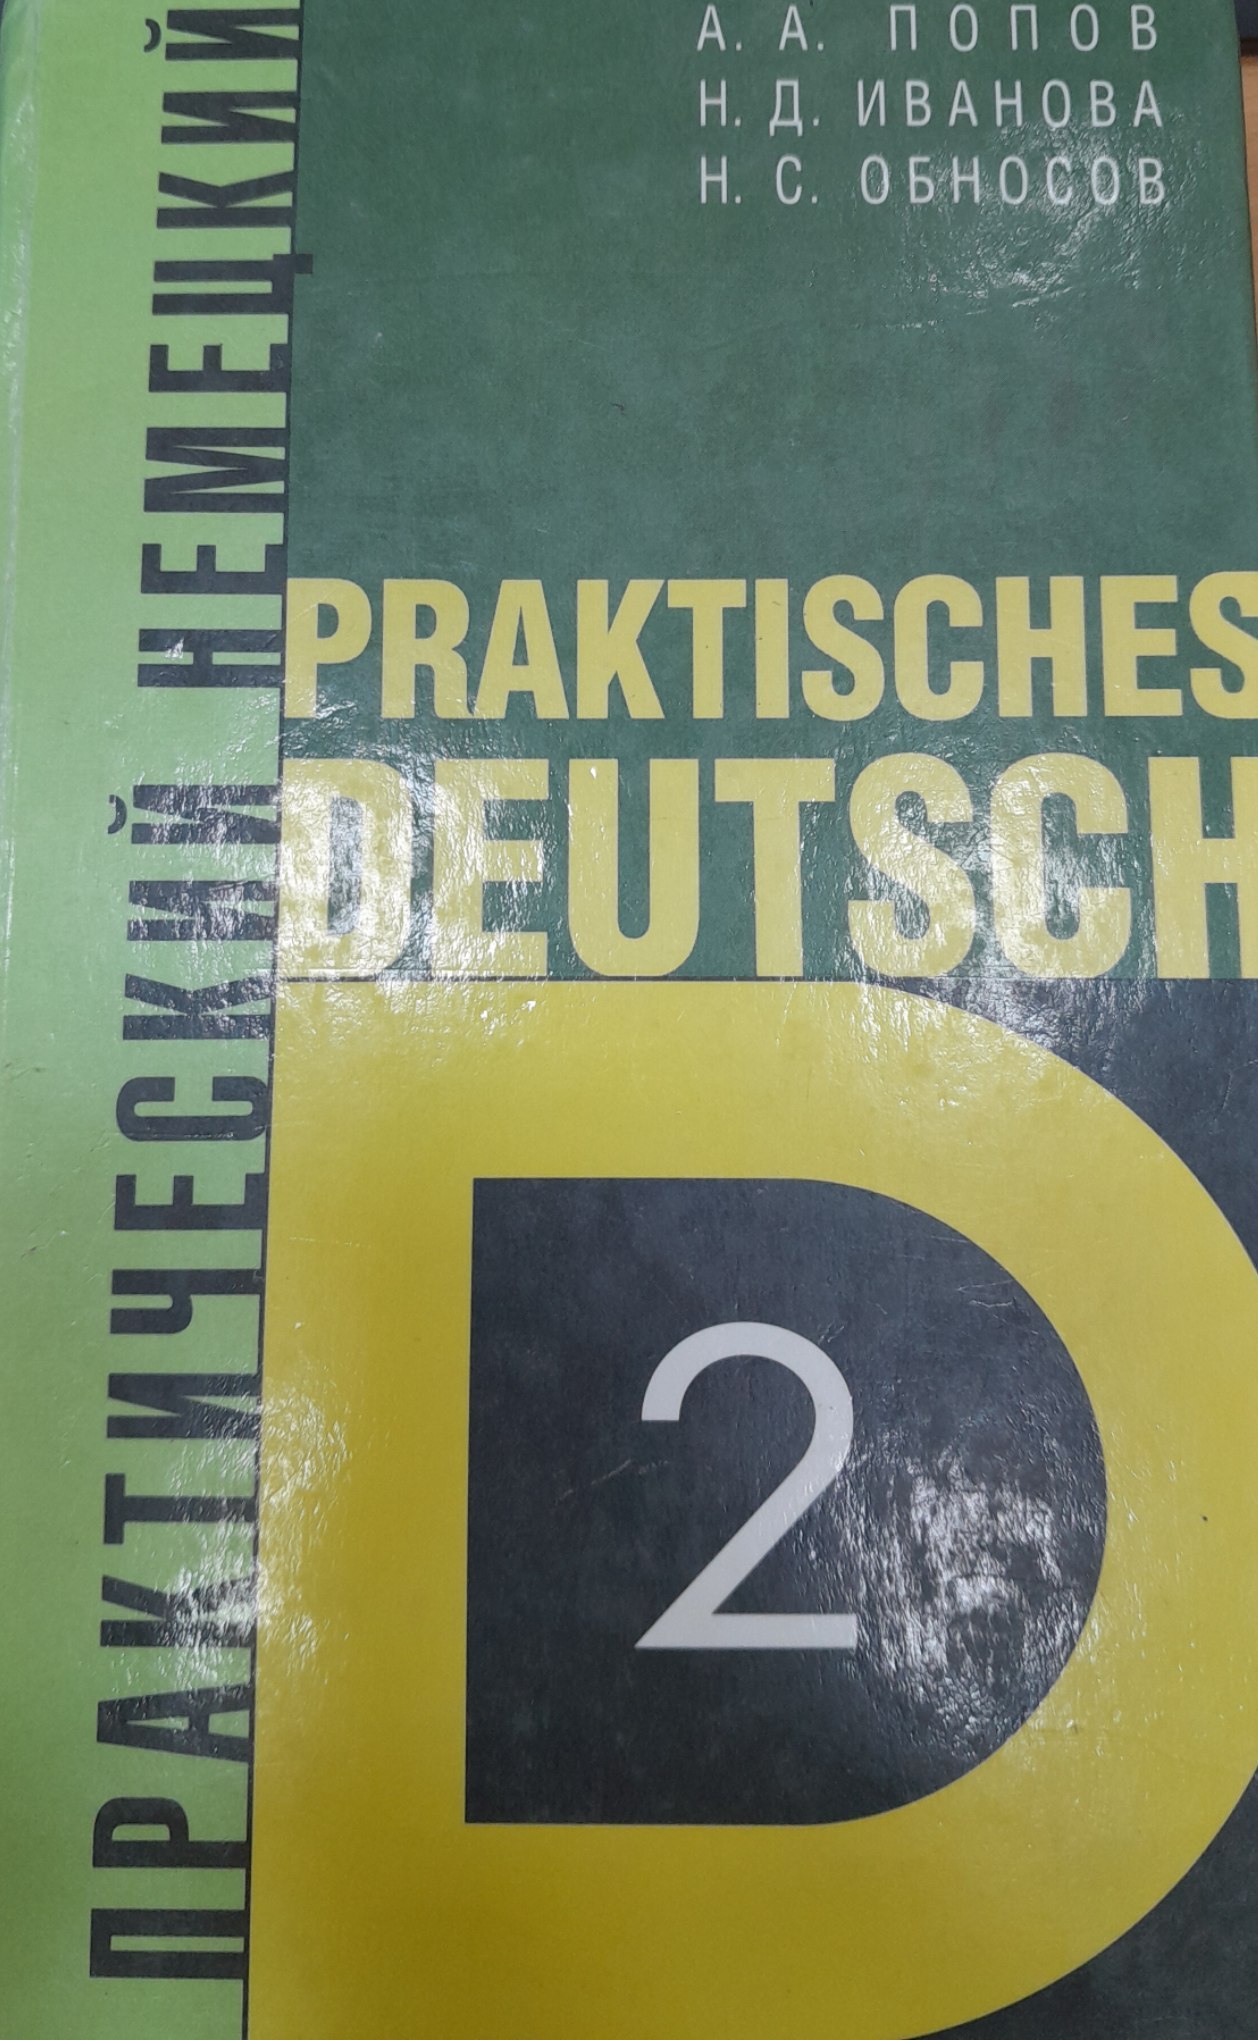 А. А. ПОПОВ
Н. Д. ИВАНОВА
Н. С. ОБНОСОВ
ПРАКТИЧЕСКИЙ НЕМЕЦКИЙ
PRAKTISCHES
DEUTSCH
2